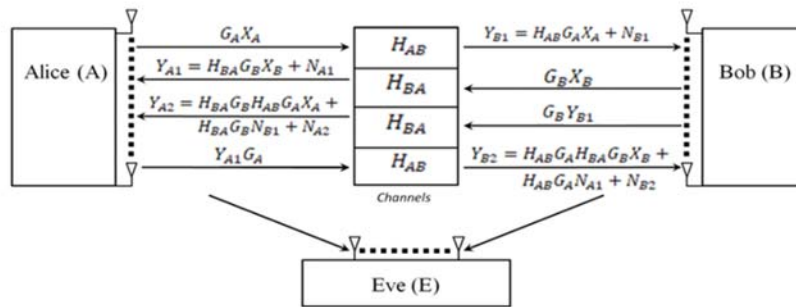 Alice (A)
G_A X_A
H_AB
Y_B1 = H_AB G_A X_A + N_B1
Bob (B)
Y_A1 = H_BA G_B X_B + N_A1
H_BA
G_B X_B
Y_A2 = H_BA G_B H_AB G_A X_A +
H_BA G_B N_B1 + N_A2
H_BA
G_B Y_B1
Y_A1 G_A
H_AB
Y_B2 = H_AB G_A H_BA G_B X_B +
H_AB G_A N_A1 + N_B2
Channels
Eve (E)